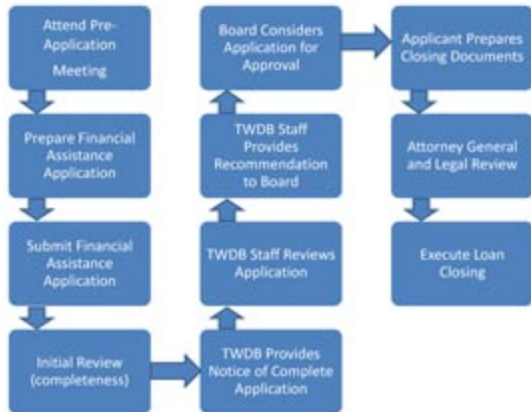 Attend Pre-
Application
Meeting
Prepare Financial
Assistance
Application
Submit Financial
Assistance
Application
Initial Review
(completeness)
TWDB Provides
Notice of Complete
Application
TWDB Staff Reviews
Application
TWDB Staff
Provides
Recommendation
to Board
Board Considers
Application for
Approval
Applicant Prepares
Closing Documents
Attorney General
and Legal Review
Execute Loan
Closing